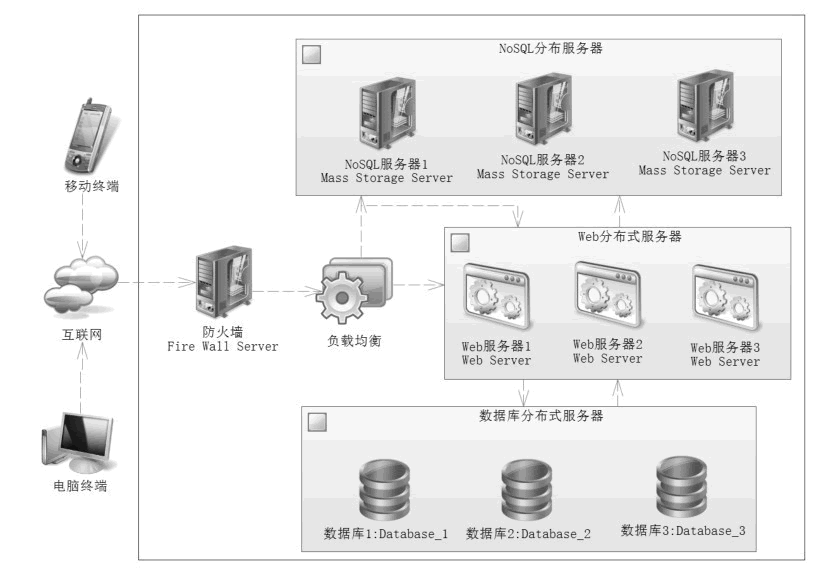 NoSQL分布服务器
NoSQL服务器1
Mass Storage Server
NoSQL服务器2
Mass Storage Server
NoSQL服务器3
Mass Storage Server
移动终端
互联网
电脑终端
防火墙
Fire Wall Server
负载均衡
Web分布式服务器
Web服务器1
Web Server
Web服务器2
Web Server
Web服务器3
Web Server
数据库分布式服务器
数据库1:Database_1
数据库2:Database_2
数据库3:Database_3